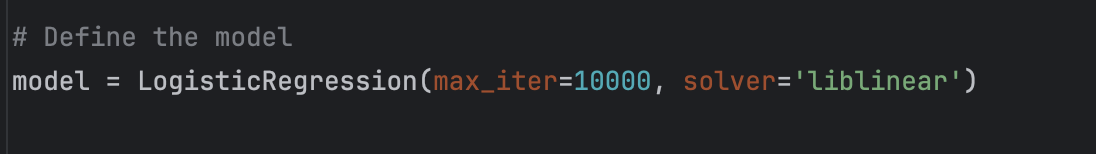 # Define the model
model = LogisticRegression(max_iter=10000, solver='liblinear')